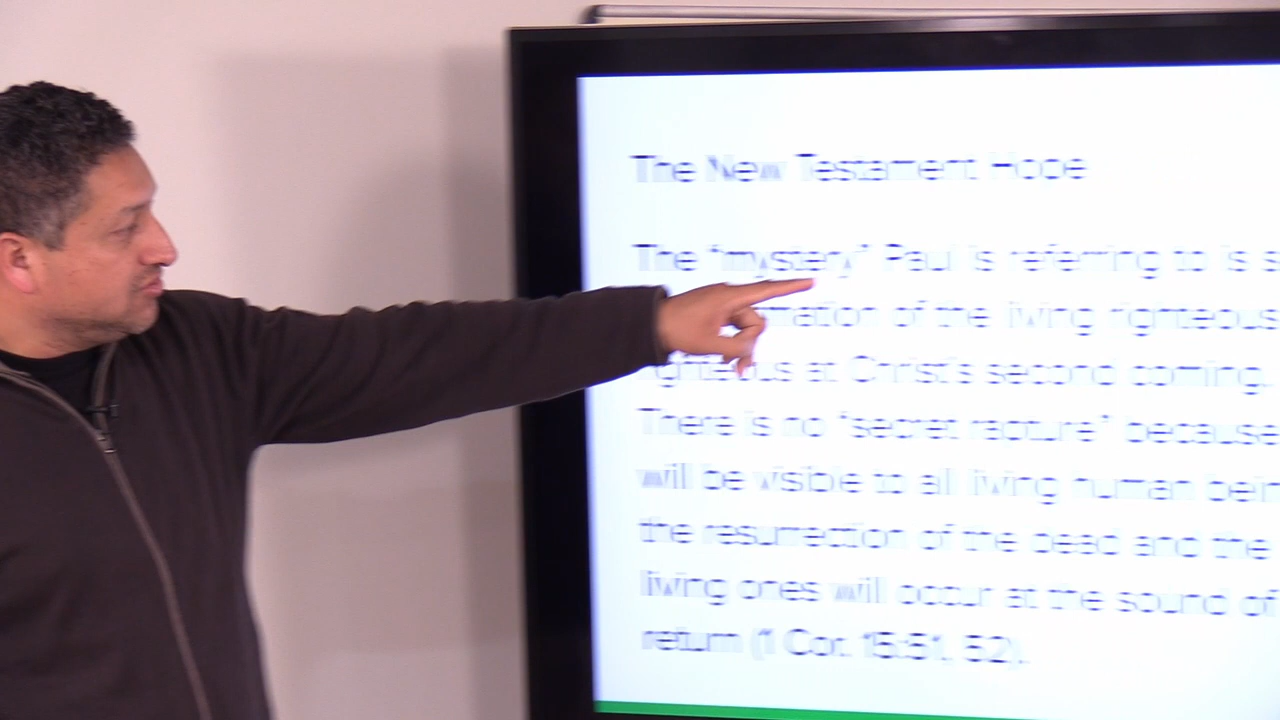 The New Testament Hope
The "mystery" Paul is referring to is
mation of the living righteous
righteous at Christ's second coming.
There is no "secret rapture" because
will be visible to all living human
the resurrection of the dead and the
living ones will occur at the sound of
return (1 Cor. 15:51, 52).